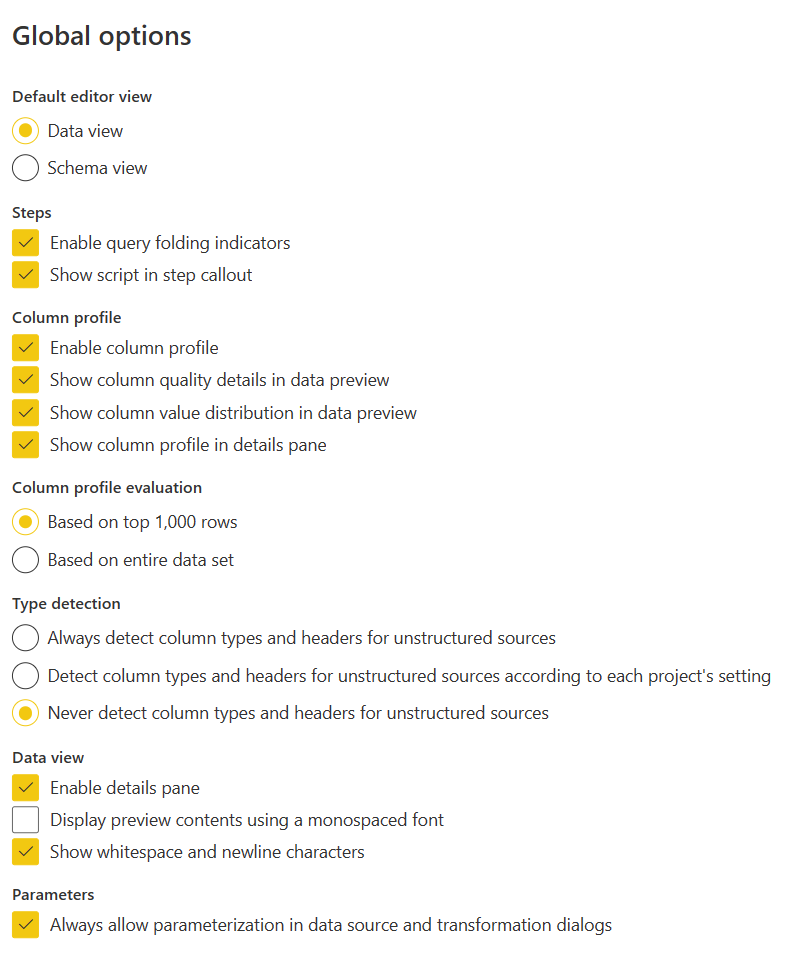 Global options
Default editor view
Data view
Schema view
Steps
Enable query folding indicators
Show script in step callout
Column profile
Enable column profile
Show column quality details in data preview
Show column value distribution in data preview
Show column profile in details pane
Column profile evaluation
Based on top 1,000 rows
Based on entire data set
Type detection
Always detect column types and headers for unstructured sources
Detect column types and headers for unstructured sources according to each project's setting
Never detect column types and headers for unstructured sources
Data view
Enable details pane
Display preview contents using a monospaced font
Show whitespace and newline characters
Parameters
Always allow parameterization in data source and transformation dialogs